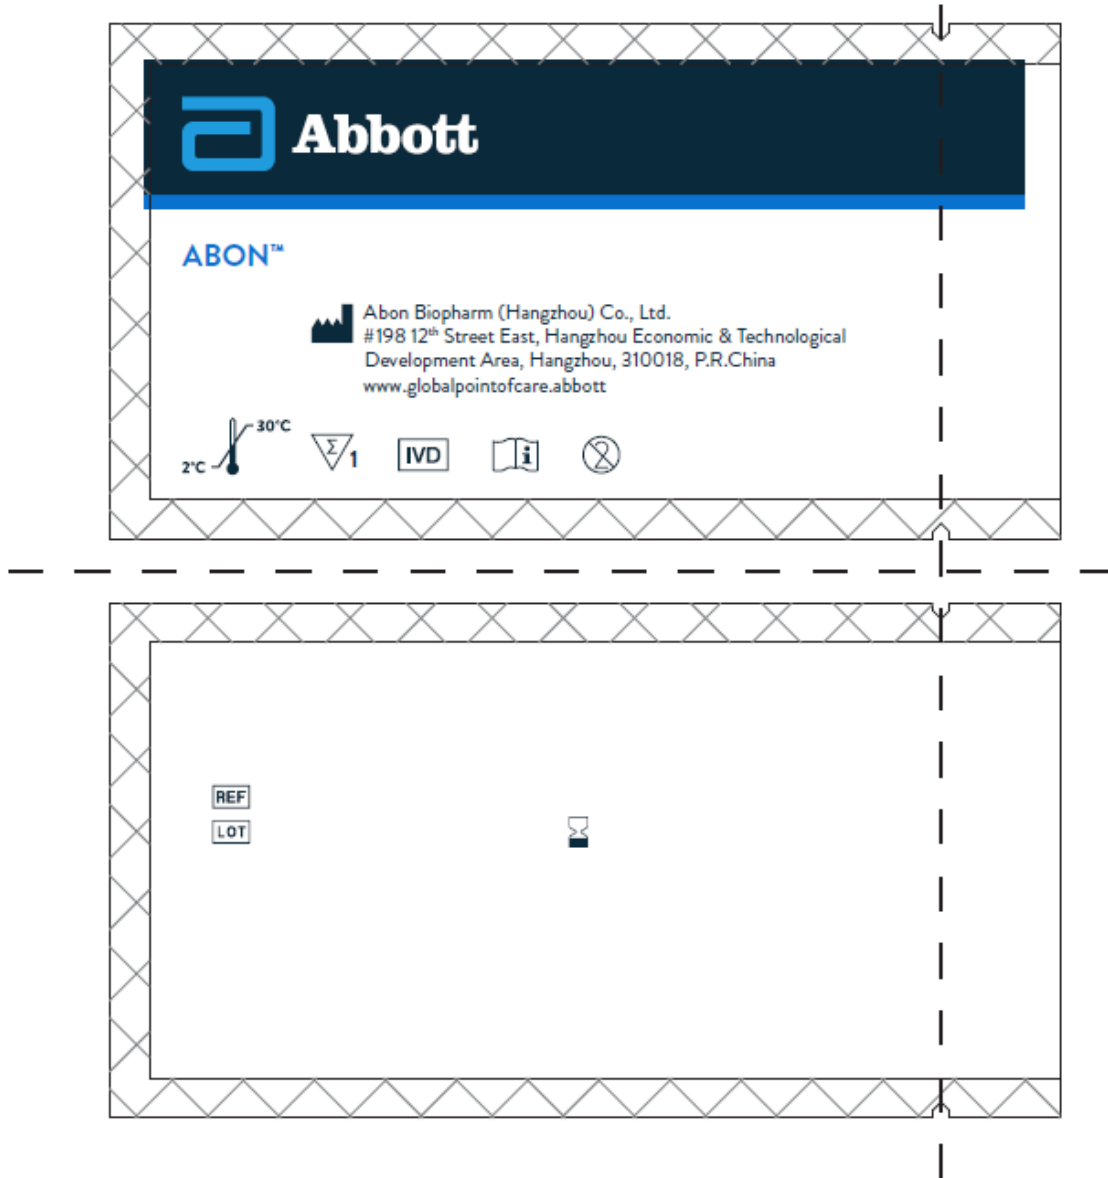 Abbott
ABON™
Abon Biopharm (Hangzhou) Co., Ltd.
#198 12th Street East, Hangzhou Economic & Technological
Development Area, Hangzhou, 310018, P.R.China
www.globalpointofcare.abbott
30°C
2°C
Σ
1
IVD
i
2
REF
LOT